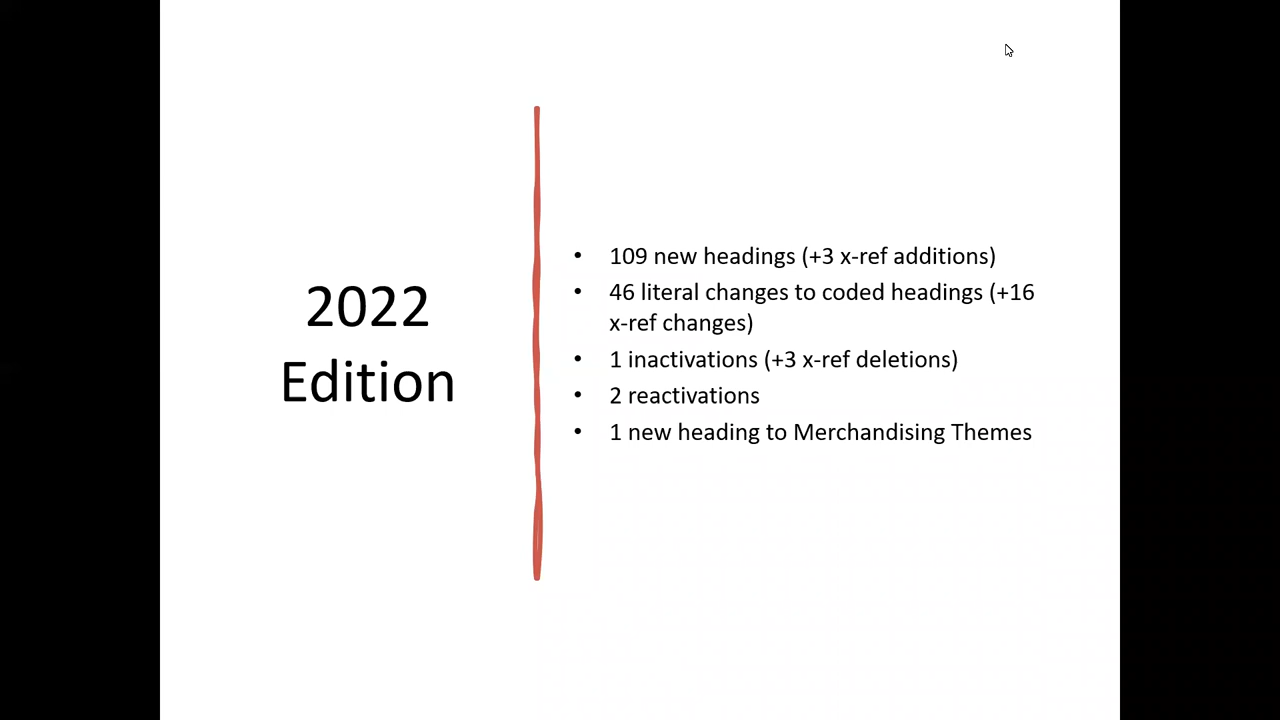 2022
Edition
• 109 new headings (+3 x-ref additions)
• 46 literal changes to coded headings (+16
x-ref changes)
• 1 inactivations (+3 x-ref deletions)
• 2 reactivations
• 1 new heading to Merchandising Themes